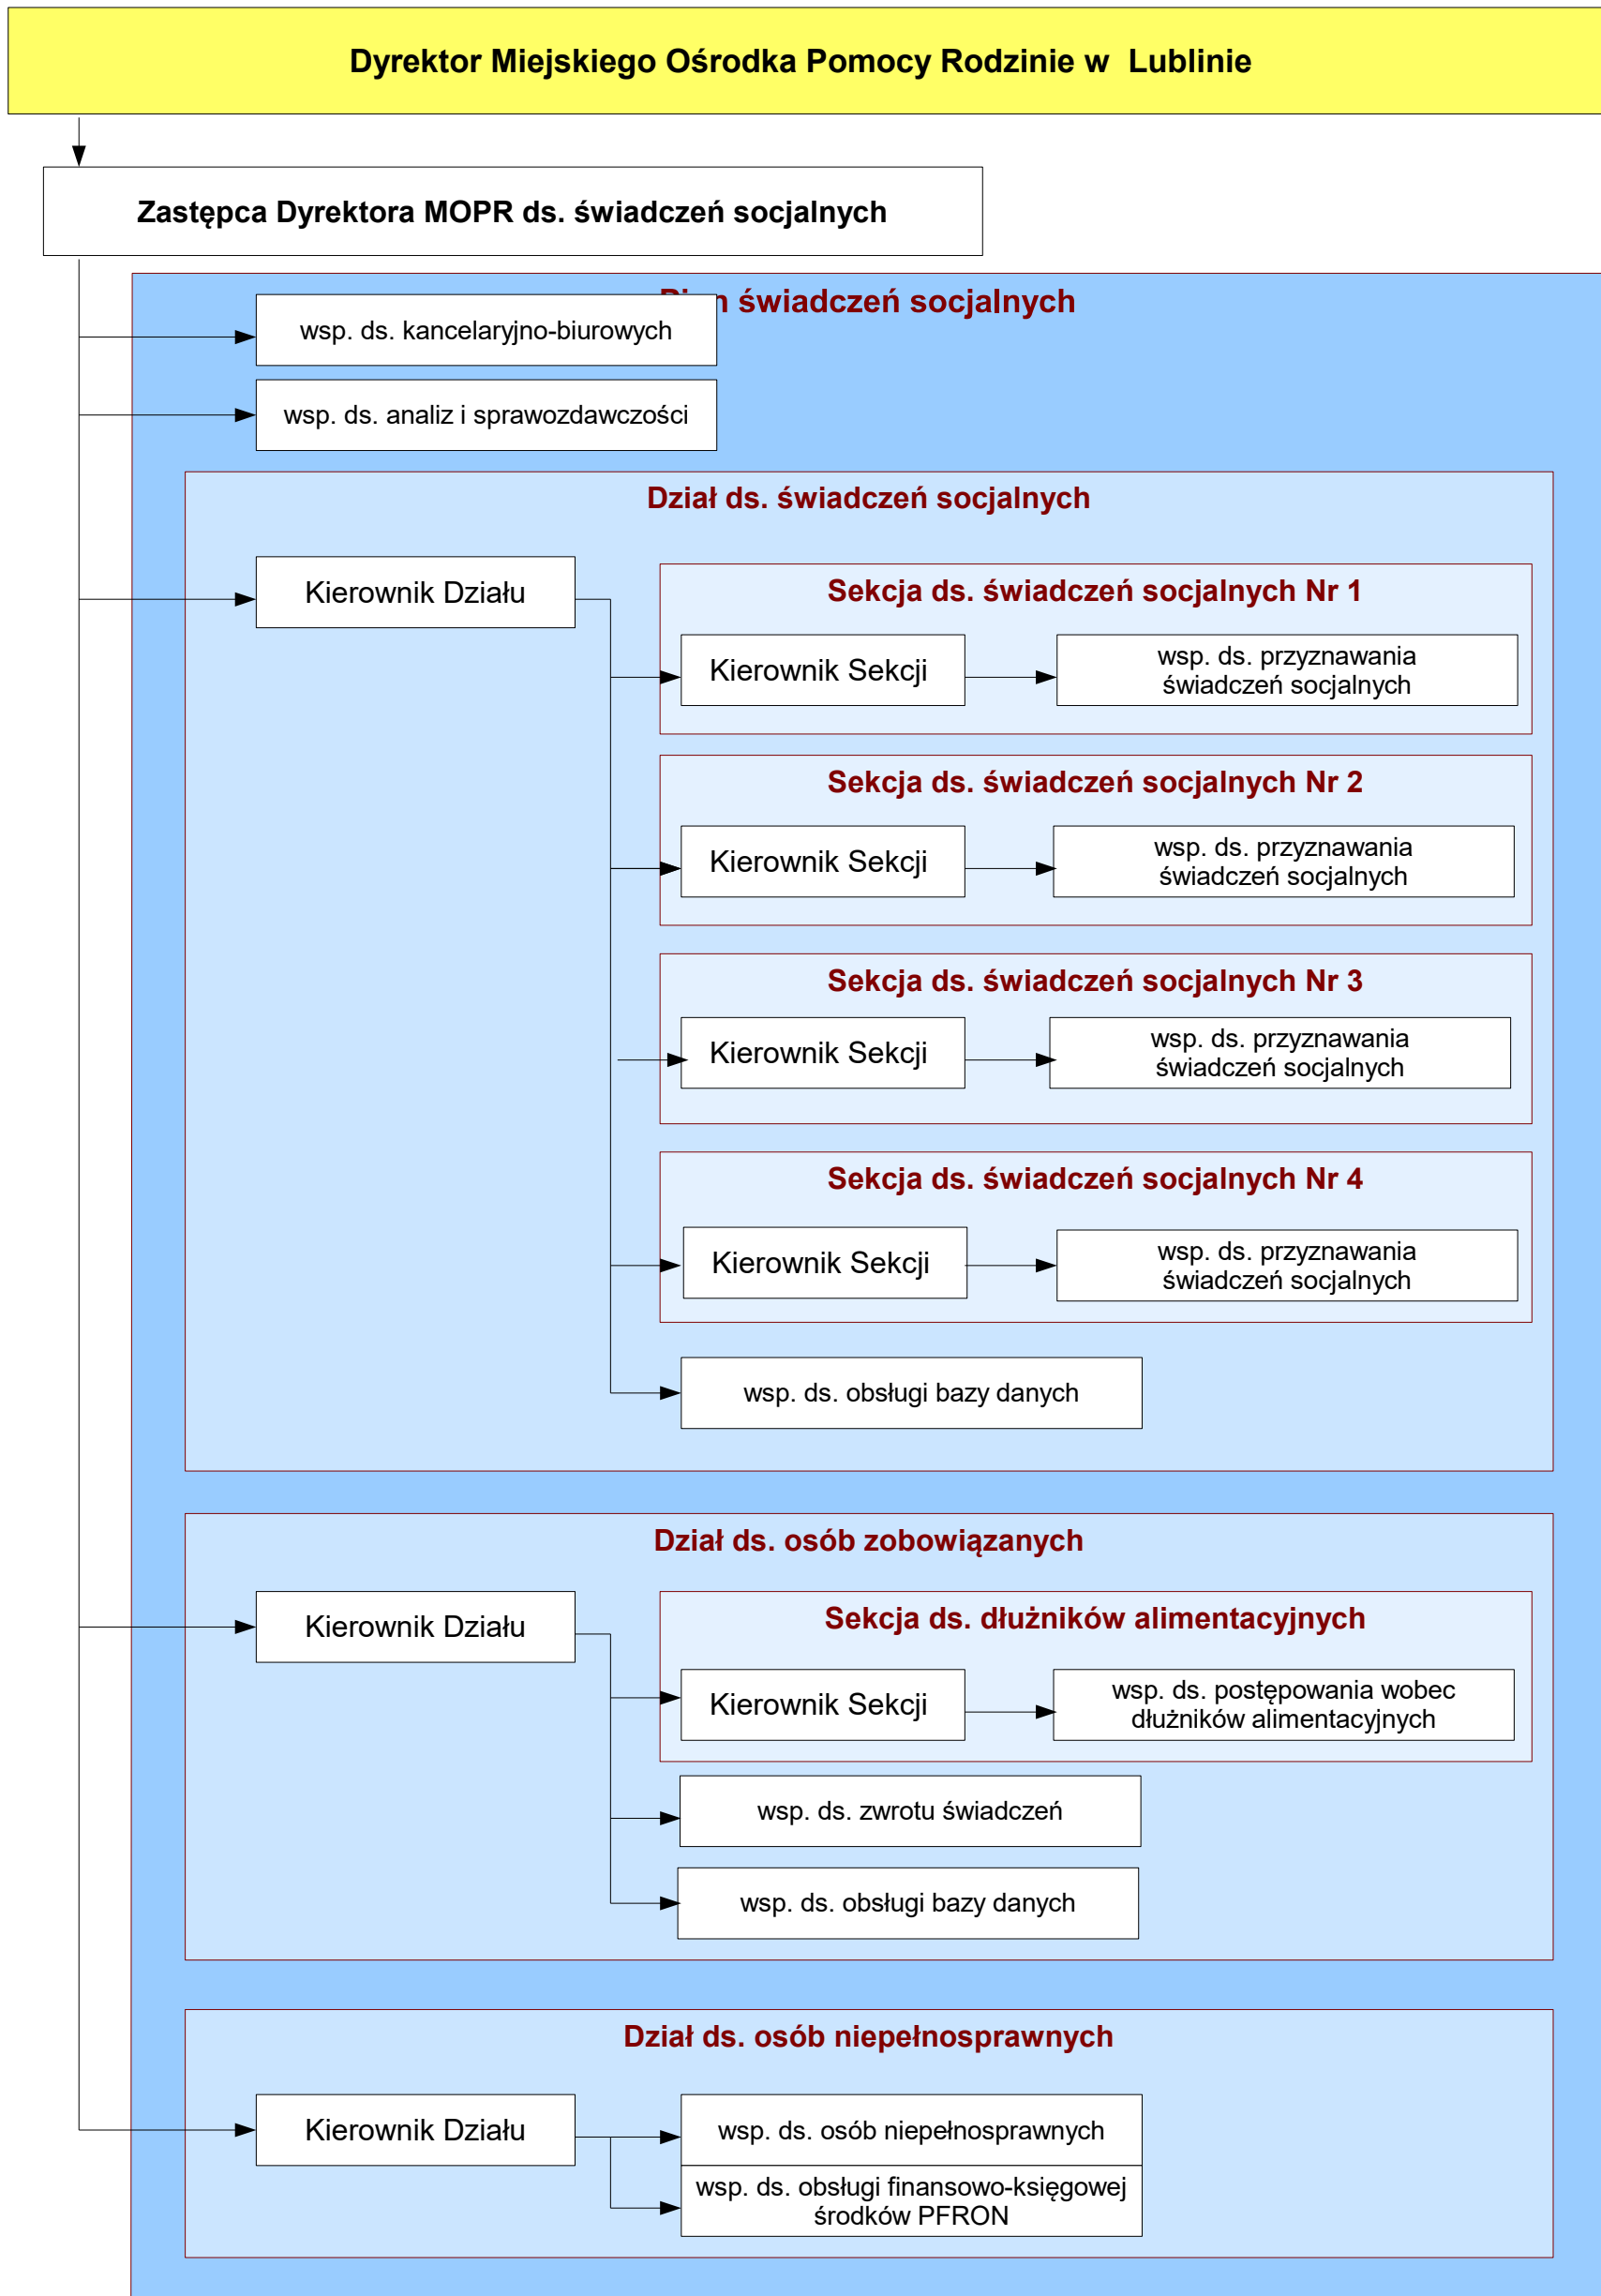 Dyrektor Miejskiego Ośrodka Pomocy Rodzinie w Lublinie
Zastępca Dyrektora MOPR ds. świadczeń socjalnych
świadczeń socjalnych
wsp. ds. kancelaryjno-biurowych
wsp. ds. analiz i sprawozdawczości
Dział ds. świadczeń socjalnych
Kierownik Działu
Sekcja ds. świadczeń socjalnych Nr 1
Kierownik Sekcji
wsp. ds. przyznawania
świadczeń socjalnych
Sekcja ds. świadczeń socjalnych Nr 2
Kierownik Sekcji
wsp. ds. przyznawania
świadczeń socjalnych
Sekcja ds. świadczeń socjalnych Nr 3
Kierownik Sekcji
wsp. ds. przyznawania
świadczeń socjalnych
Sekcja ds. świadczeń socjalnych Nr 4
Kierownik Sekcji
wsp. ds. przyznawania
świadczeń socjalnych
wsp. ds. obsługi bazy danych
Dział ds. osób zobowiązanych
Kierownik Działu
Sekcja ds. dłużników alimentacyjnych
Kierownik Sekcji
wsp. ds. postępowania wobec
dłużników alimentacyjnych
wsp. ds. zwrotu świadczeń
wsp. ds. obsługi bazy danych
Dział ds. osób niepełnosprawnych
Kierownik Działu
wsp. ds. osób niepełnosprawnych
wsp. ds. obsługi finansowo-księgowej
środków PFRON